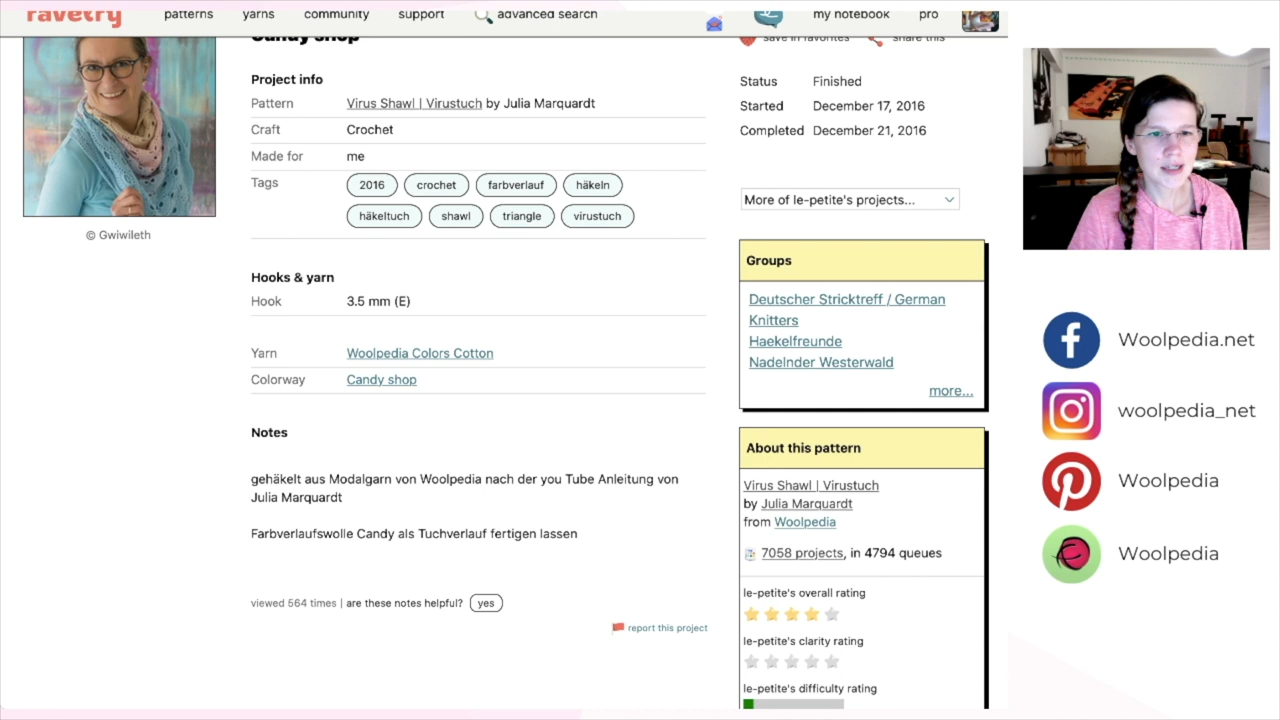 ravelry
patterns
yarns
community
support
advanced search
my notebook
pro
Candy shop
save in favorites
share this
© Gwiwileth
Project info
Pattern Virus Shawl | Virustuch by Julia Marquardt
Craft Crochet
Made for me
Tags 2016 crochet farbverlauf häkeln
häkeltuch shawl triangle virustuch
Hooks & yarn
Hook 3.5 mm (E)
Yarn Woolpedia Colors Cotton
Colorway Candy shop
Notes
gehäkelt aus Modalgarn von Woolpedia nach der you Tube Anleitung von
Julia Marquardt
Farbverlaufswolle Candy als Tuchverlauf fertigen lassen
viewed 564 times | are these notes helpful? yes
report this project
Status Finished
Started December 17, 2016
Completed December 21, 2016
More of le-petite's projects...
Groups
Deutscher Stricktreff / German
Knitters
Haekelfreunde
Nadelnder Westerwald
more...
About this pattern
Virus Shawl | Virustuch
by Julia Marquardt
from Woolpedia
7058 projects, in 4794 queues
le-petite's overall rating
le-petite's clarity rating
le-petite's difficulty rating
Woolpedia.net
woolpedia_net
Woolpedia
Woolpedia